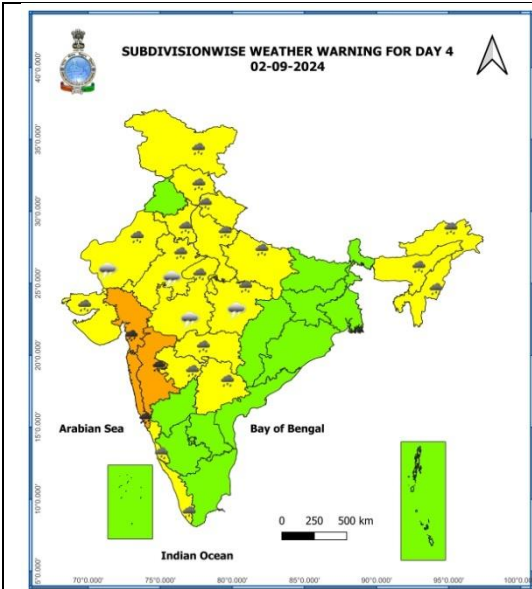 SUBDIVISIONWISE WEATHER WARNING FOR DAY 4
02-09-2024
40°0.000'
35°0.000'
30°0.000'
25°0.000'
20°0.000'
15°0.000'
10°0.000'
5°0.000'
Arabian Sea
Bay of Bengal
0 250 500 km
Indian Ocean
70°0.000' 75°0.000' 80°0.000' 85°0.000' 90°0.000' 95°0.000' 100°0.0